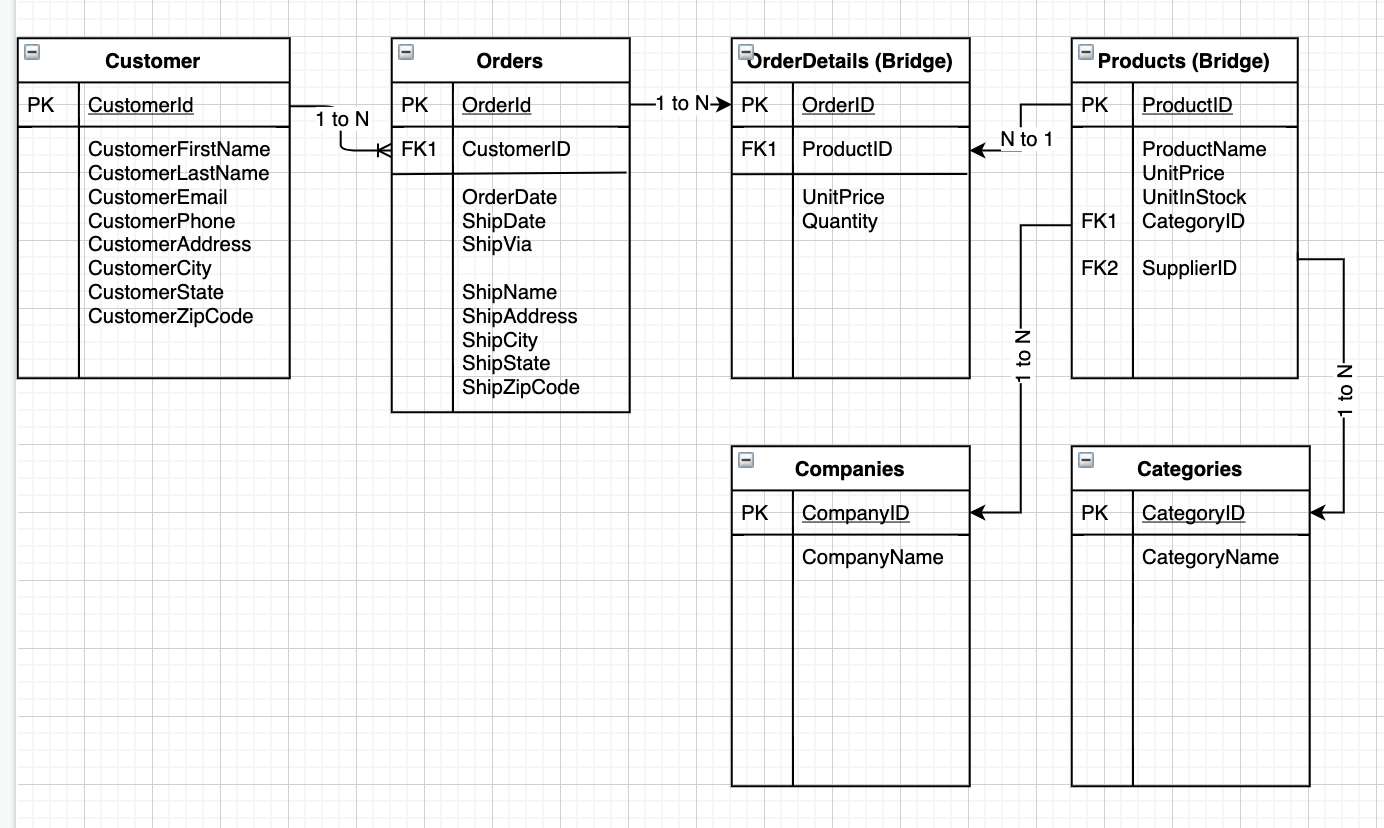 Customer
PK CustomerId
CustomerFirstName
CustomerLastName
CustomerEmail
CustomerPhone
CustomerAddress
CustomerCity
CustomerState
CustomerZipCode
1 to N
Orders
PK OrderId
FK1 CustomerID
OrderDate
ShipDate
ShipVia
ShipName
ShipAddress
ShipCity
ShipState
ShipZipCode
1 to N
OrderDetails (Bridge)
PK OrderID
FK1 ProductID
UnitPrice
Quantity
N to 1
Products (Bridge)
PK ProductID
ProductName
UnitPrice
UnitInStock
FK1 CategoryID
FK2 SupplierID
1 to N
1 to N
Companies
PK CompanyID
CompanyName
Categories
PK CategoryID
CategoryName